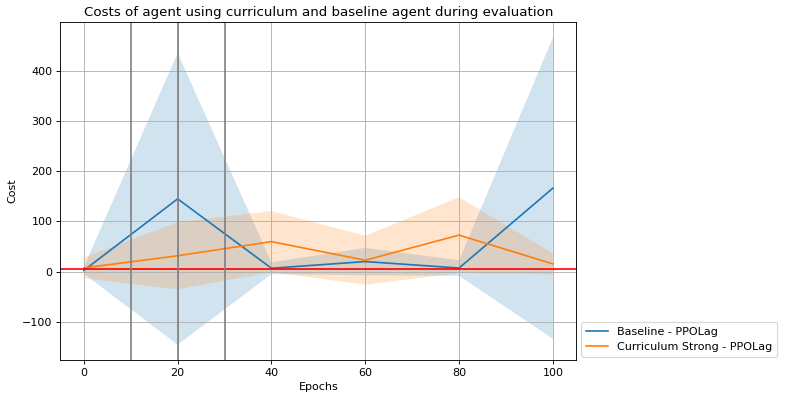 Costs of agent using curriculum and baseline agent during evaluation
Cost
400
300
200
100
0
−100
0 20 40 60 80 100
Epochs
Baseline - PPOLag
Curriculum Strong - PPOLag